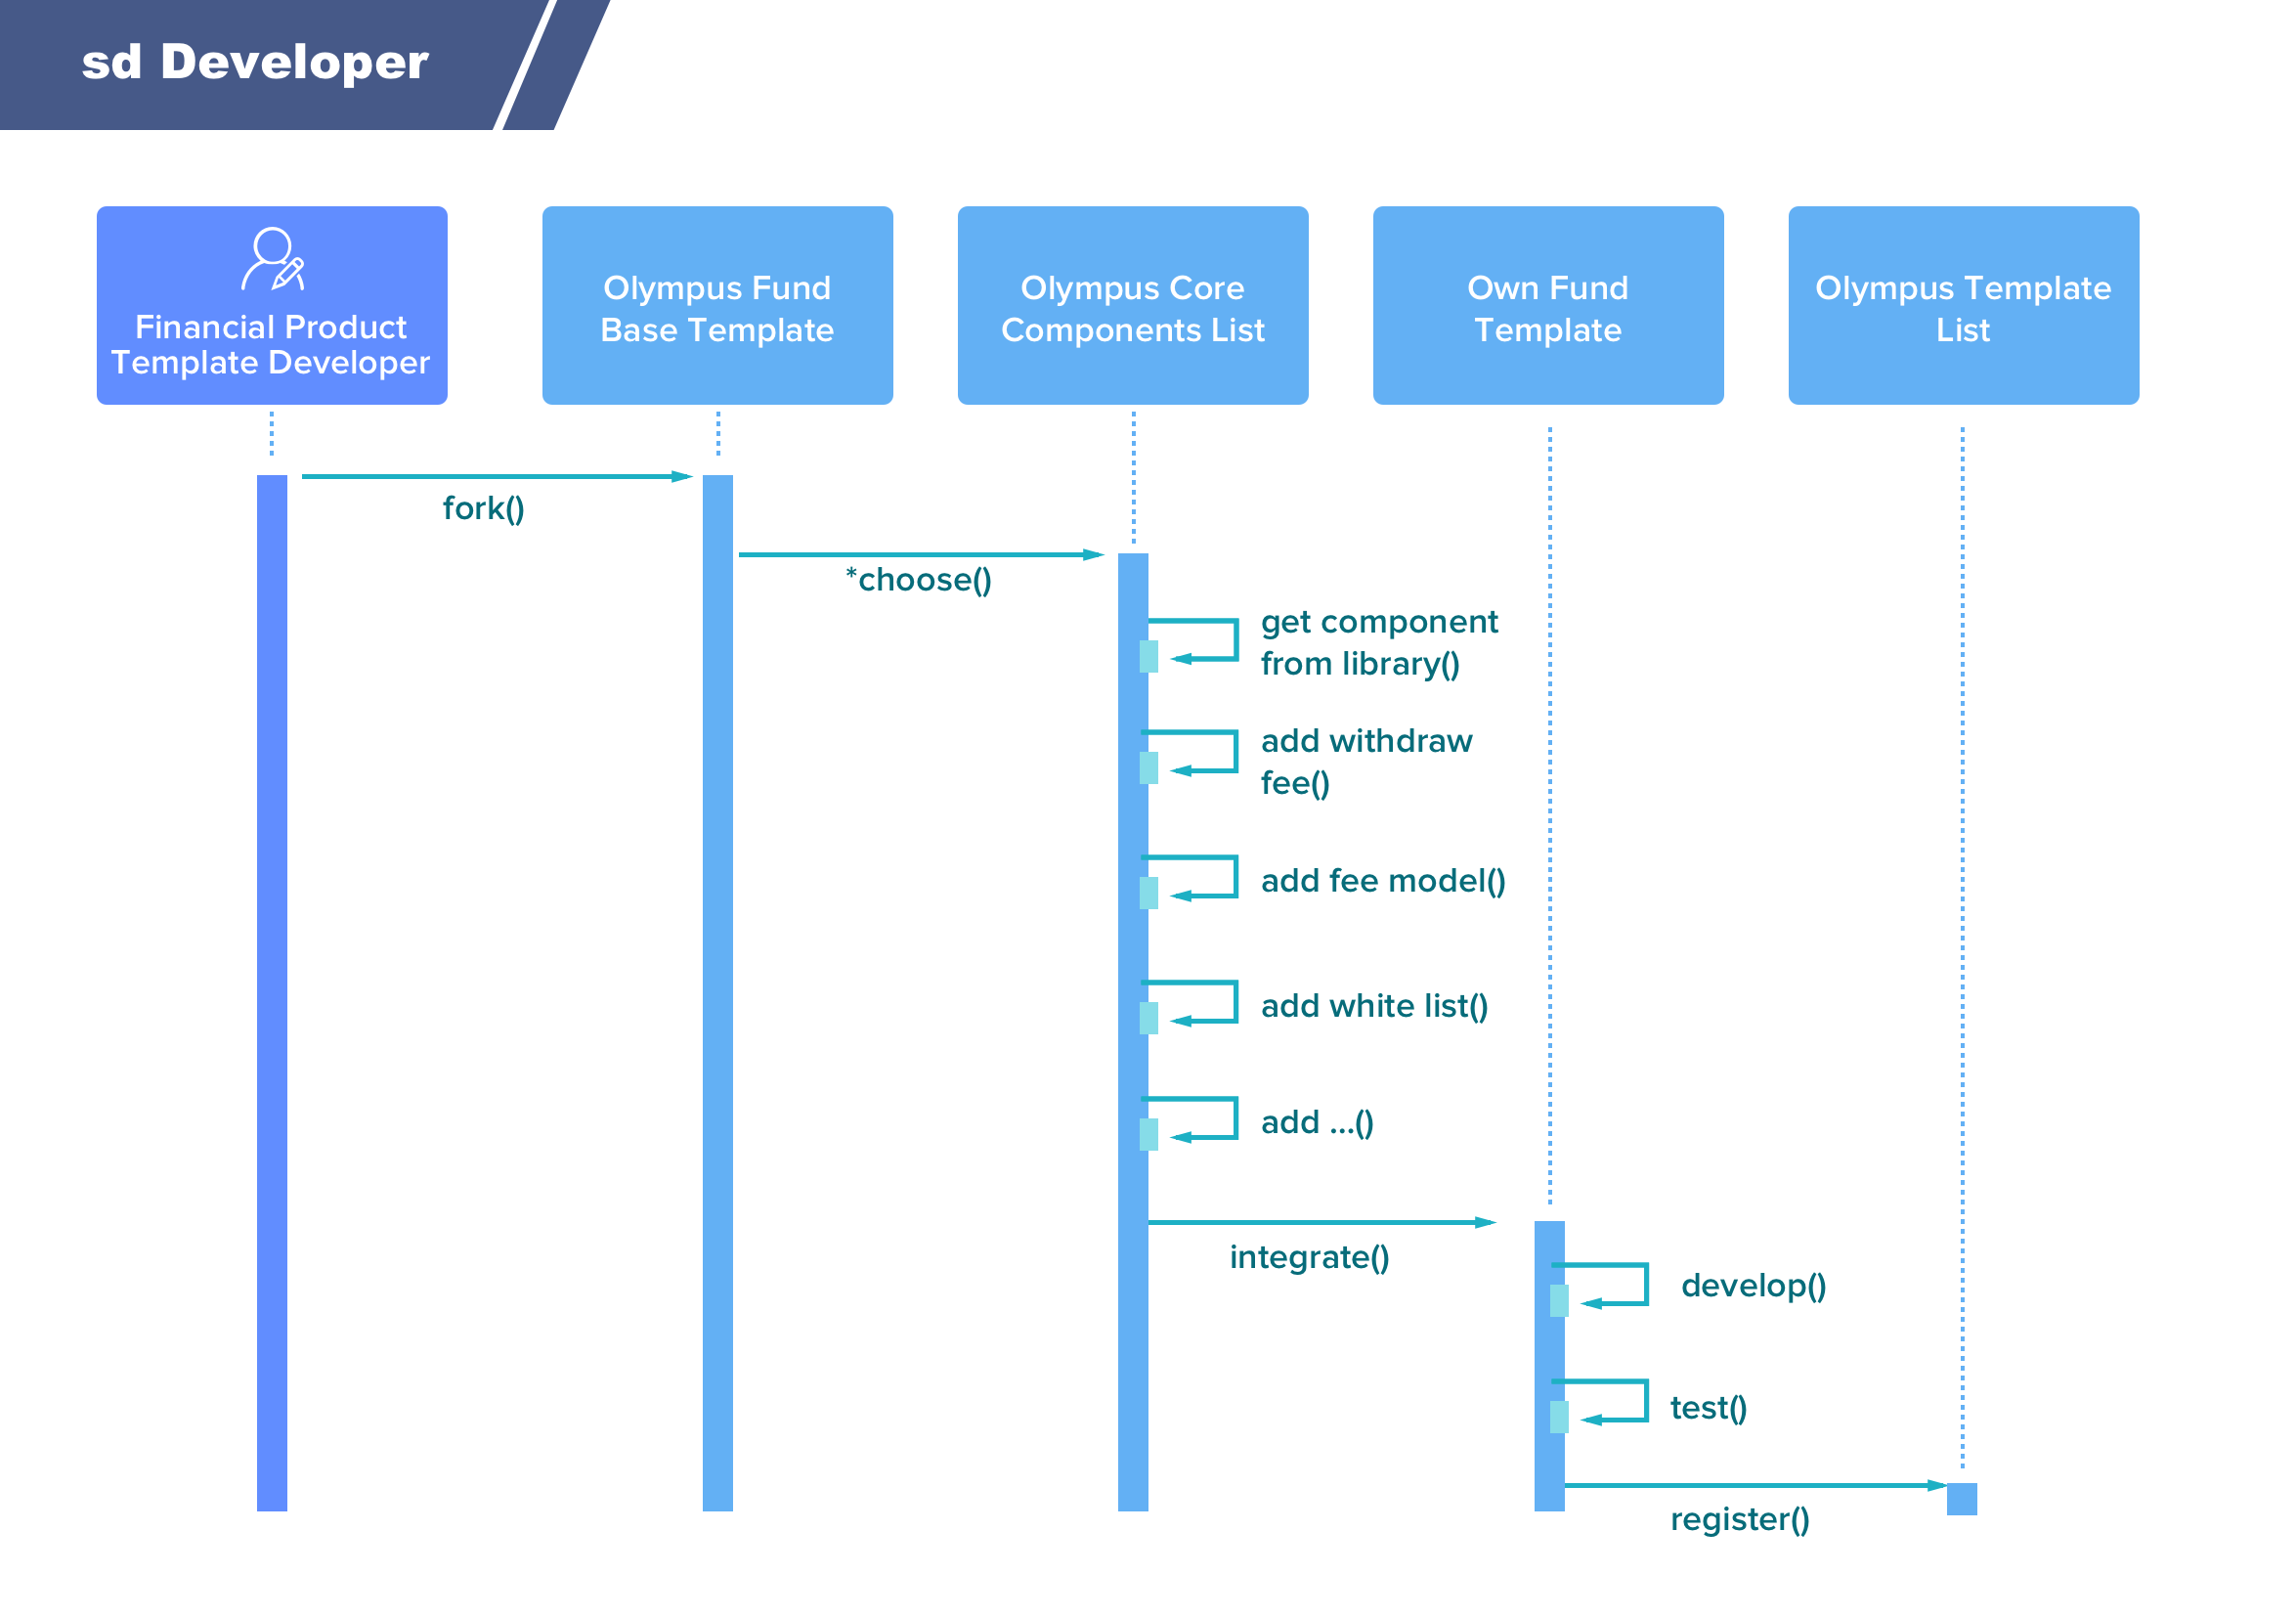 sd Developer
Financial Product
Template Developer
Olympus Fund
Base Template
Olympus Core
Components List
Own Fund
Template
Olympus Template
List
fork()
*choose()
get component
from library()
add withdraw
fee()
add fee model()
add white list()
add ...()
integrate()
develop()
test()
register()